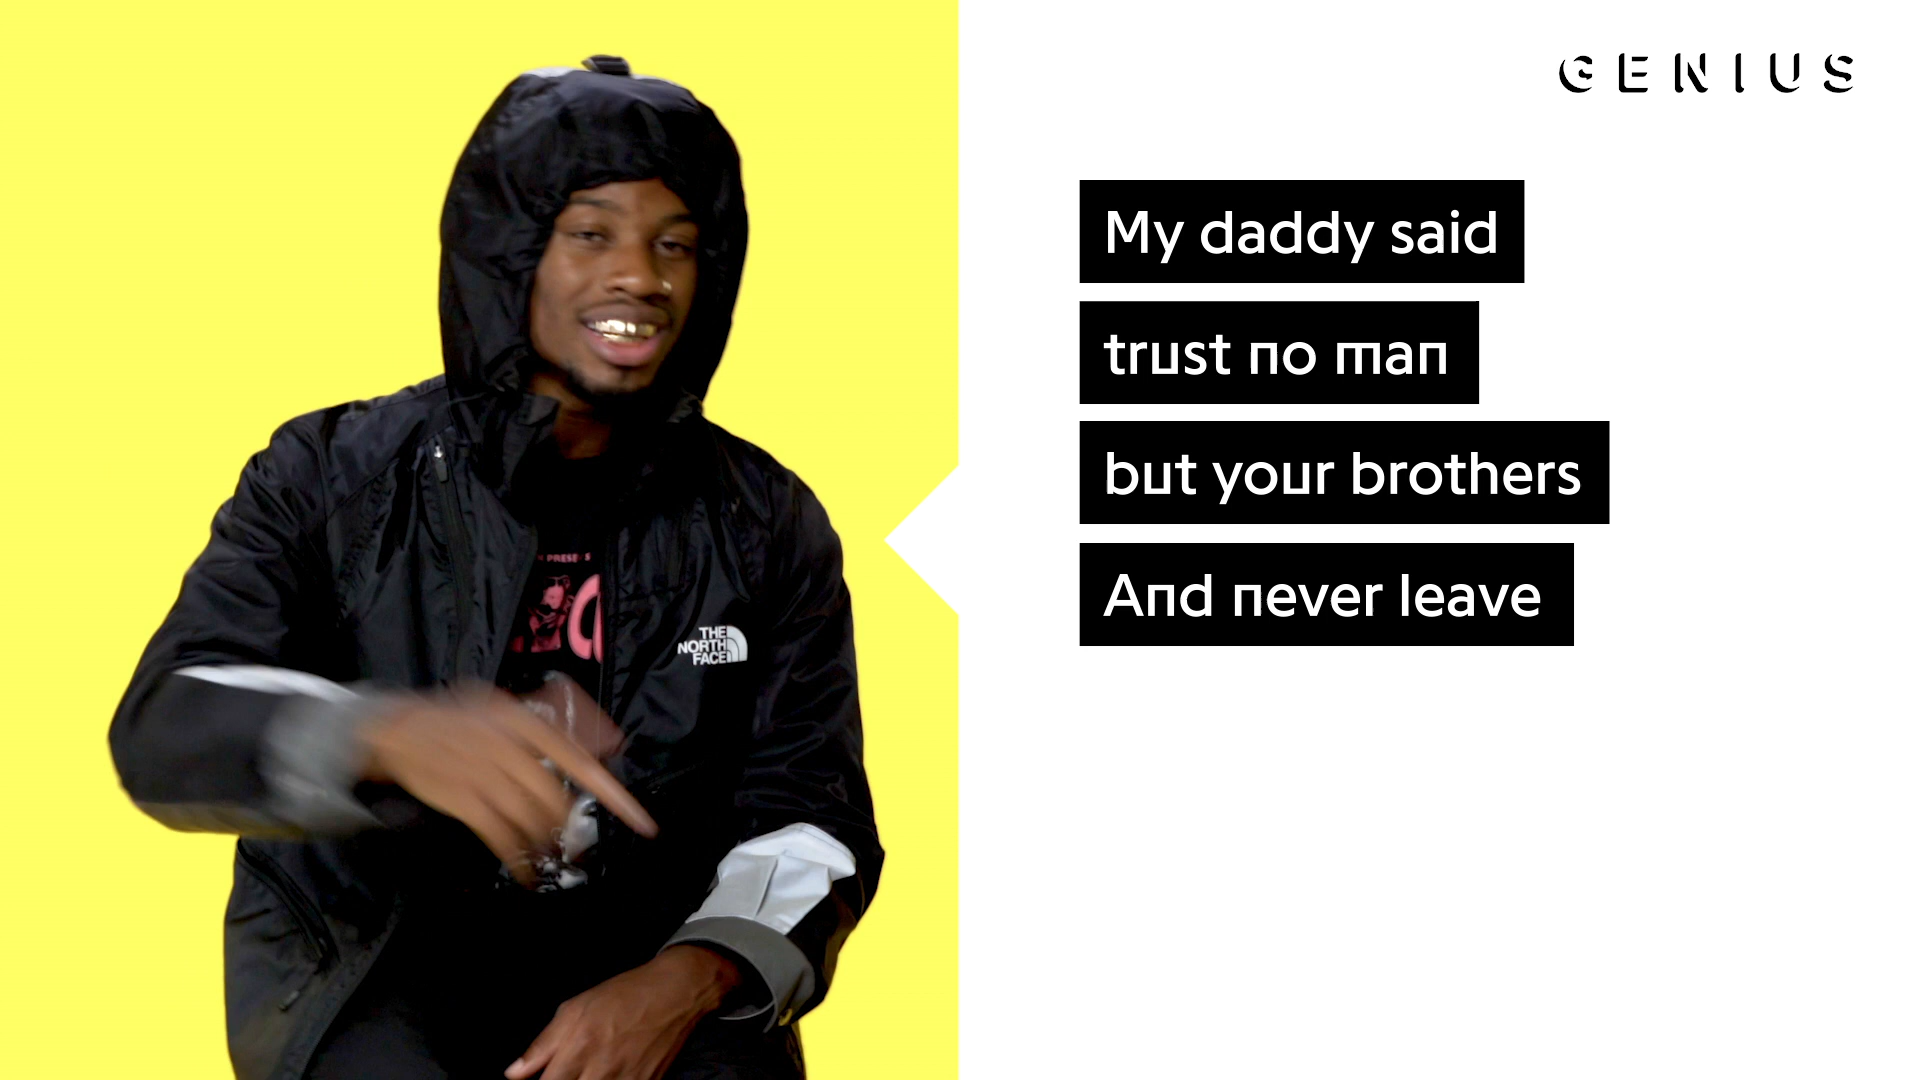 GENIUS
My daddy said
trust no man
but your brothers
And never leave
THE
NORTH
FACE